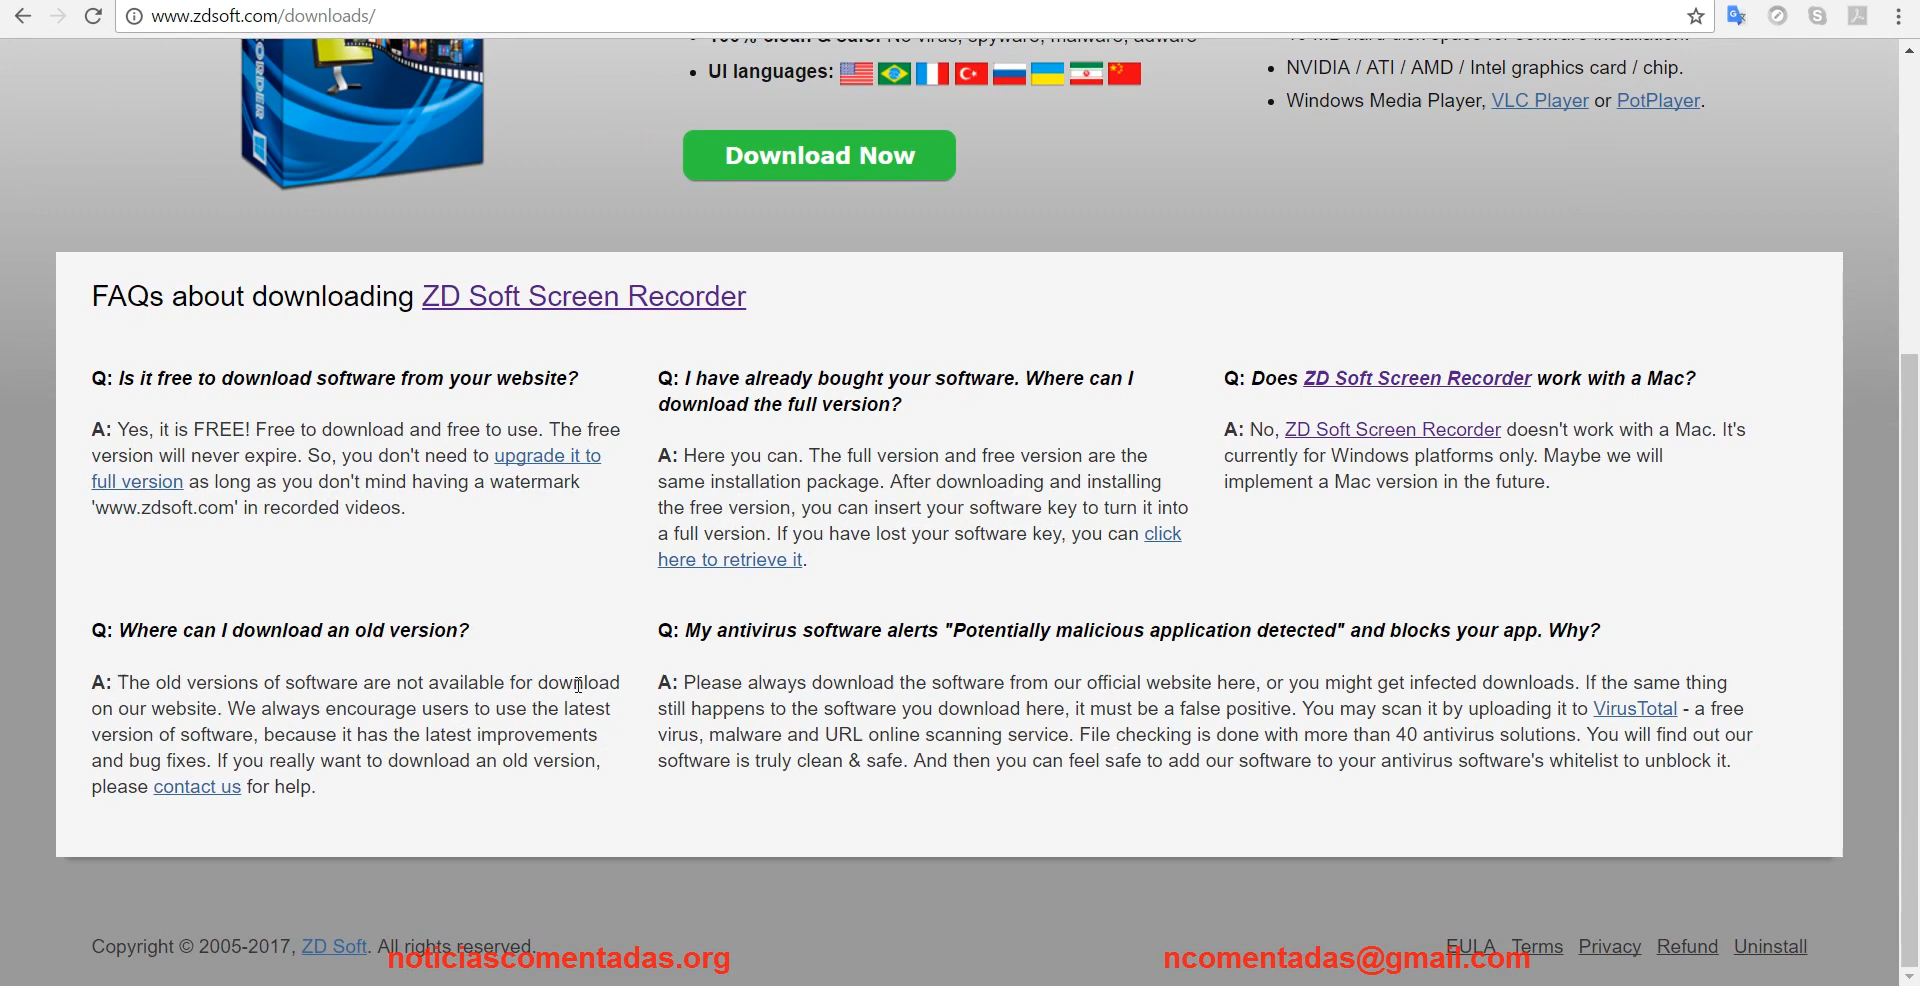 www.zdsoft.com/downloads/
UI languages:
NVIDIA / ATI / AMD / Intel graphics card / chip.
Windows Media Player, VLC Player or PotPlayer.
Download Now
FAQs about downloading ZD Soft Screen Recorder
Q: Is it free to download software from your website?
A: Yes, it is FREE! Free to download and free to use. The free
version will never expire. So, you don't need to upgrade it to
full version as long as you don't mind having a watermark
'www.zdsoft.com' in recorded videos.
Q: I have already bought your software. Where can I
download the full version?
A: Here you can. The full version and free version are the
same installation package. After downloading and installing
the free version, you can insert your software key to turn it into
a full version. If you have lost your software key, you can click
here to retrieve it.
Q: Does ZD Soft Screen Recorder work with a Mac?
A: No, ZD Soft Screen Recorder doesn't work with a Mac. It's
currently for Windows platforms only. Maybe we will
implement a Mac version in the future.
Q: Where can I download an old version?
A: The old versions of software are not available for download
on our website. We always encourage users to use the latest
version of software, because it has the latest improvements
and bug fixes. If you really want to download an old version,
please contact us for help.
Q: My antivirus software alerts "Potentially malicious application detected" and blocks your app. Why?
A: Please always download the software from our official website here, or you might get infected downloads. If the same thing
still happens to the software you download here, it must be a false positive. You may scan it by uploading it to VirusTotal - a free
virus, malware and URL online scanning service. File checking is done with more than 40 antivirus solutions. You will find out our
software is truly clean & safe. And then you can feel safe to add our software to your antivirus software's whitelist to unblock it.
Copyright © 2005-2017, ZD Soft. All rights reserved.
EULA Terms Privacy Refund Uninstall
noticiascomentadas.org
ncomentadas@gmail.com